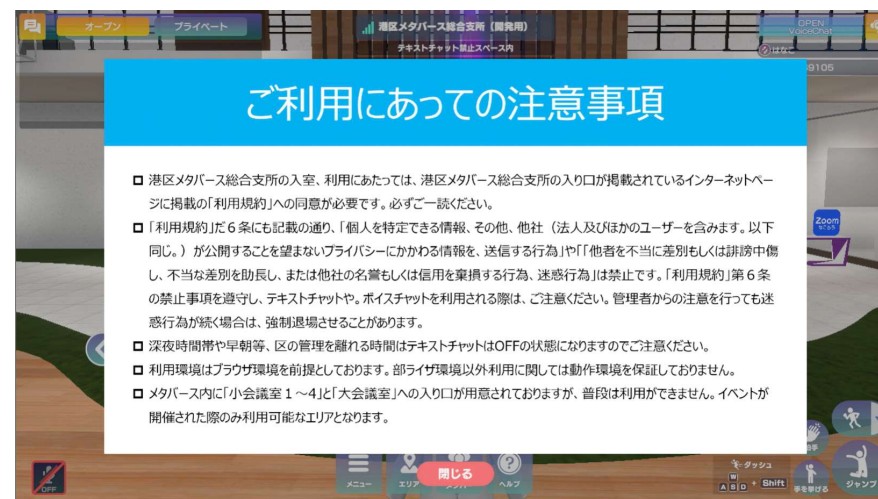 オープン
プライベート
港区メタバース総合支所（開発用）
テキストチャット禁止スペース内
OPEN
VoiceChat
はなこ
59105
ご利用にあっての注意事項
港区メタバース総合支所の入室、利用にあたっては、港区メタバース総合支所の入り口が掲載されているインターネットペー
ジに掲載の「利用規約」への同意が必要です。必ずご一読ください。
「利用規約」だ６条にも記載の通り、「個人を特定できる情報、その他、他社（法人及びほかのユーザーを含みます。以下
同じ。）が公開することを望まないプライバシーにかかわる情報を、送信する行為」や「「他者を不当に差別もしくは誹謗中傷
し、不当な差別を助長し、または他社の名誉もしくは信用を棄損する行為、迷惑行為」は禁止です。「利用規約」第６条
の禁止事項を遵守し、テキストチャットや。ボイスチャットを利用される際は、ご注意ください。管理者からの注意を行っても迷
惑行為が続く場合は、強制退場させることがあります。
深夜時間帯や早朝等、区の管理を離れる時間はテキストチャットはOFFの状態になりますのでご注意ください。
利用環境はブラウザ環境を前提としております。部ライザ環境以外利用に関しては動作環境を保証しておりません。
メタバース内に「小会議室１～4」と「大会議室」への入り口が用意されておりますが、普段は利用ができません。イベントが
開催された際のみ利用可能なエリアとなります。
Zoom
閉じる
メニュー
エリア
ヘルプ
OFF
ダッシュ
W
A S D + Shift
拍手
手を挙げる
ジャンプ